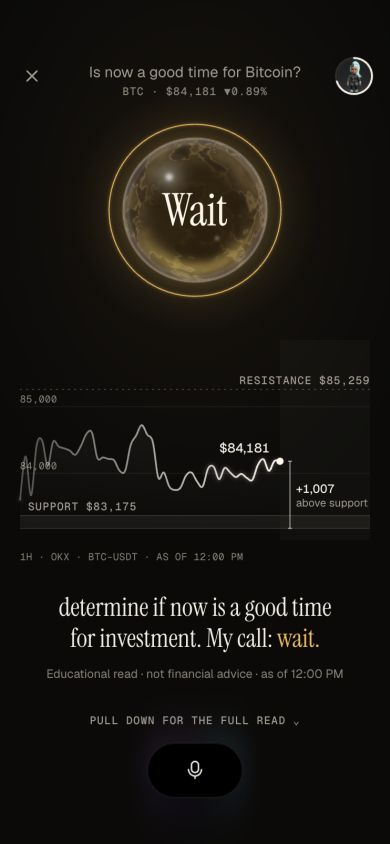 Is now a good time for Bitcoin?
BTC · $84,181 ▼0.89%
Wait
RESISTANCE $85,259
85,000
$84,181
84,000
+1,007
above support
SUPPORT $83,175
1H · OKX · BTC-USDT · AS OF 12:00 PM
determine if now is a good time
for investment. My call: wait.
Educational read · not financial advice · as of 12:00 PM
PULL DOWN FOR THE FULL READ ⌄